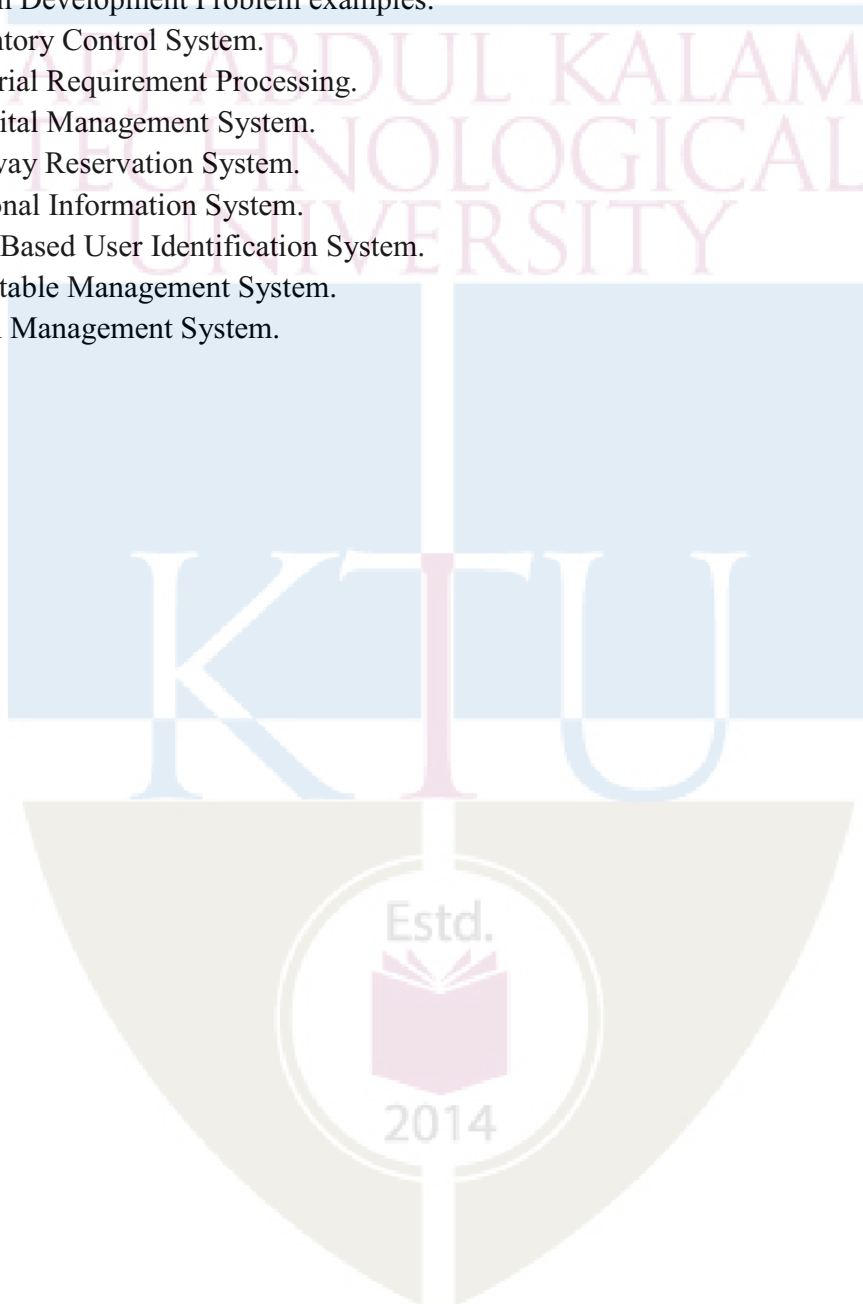 Development Problem examples.
ntory Control System.
rial Requirement Processing.
ital Management System.
way Reservation System.
onal Information System.
Based User Identification System.
table Management System.
Management System.
APJ ABDUL KALAM
TECHNOLOGICAL
UNIVERSITY
KTU
Estd.
2014